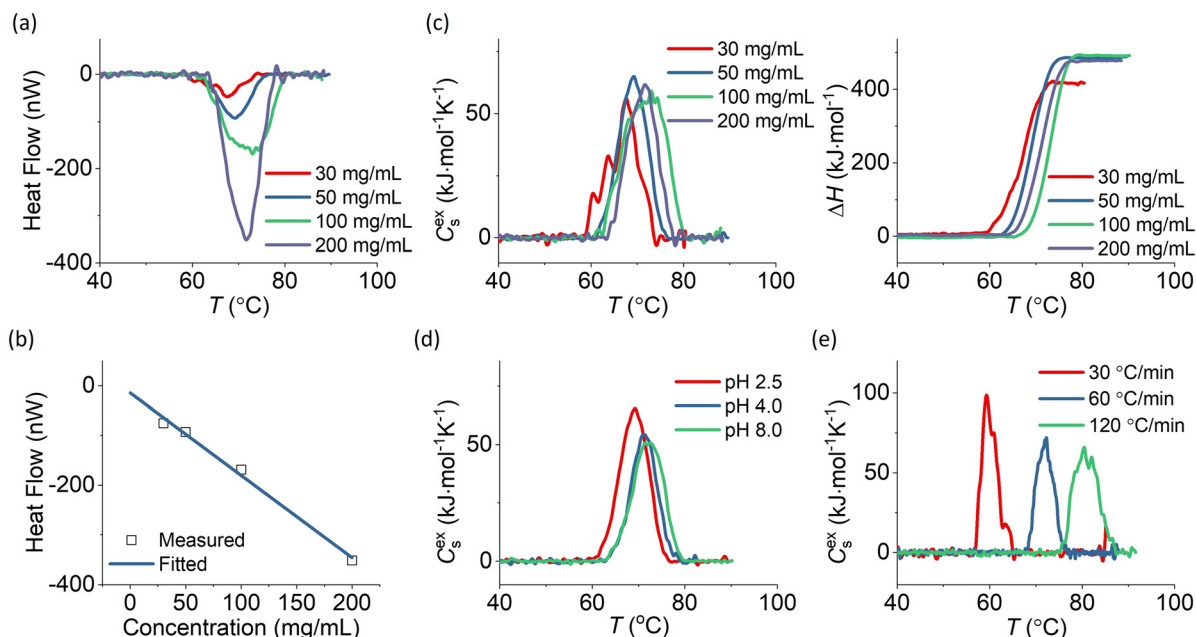 (a)
0
-200
-400
Heat Flow (nW)
30 mg/mL
50 mg/mL
100 mg/mL
200 mg/mL
40 60 80 100
T (°C)
(c)
50
0
C_s^ex (kJ·mol⁻¹K⁻¹)
30 mg/mL
50 mg/mL
100 mg/mL
200 mg/mL
40 60 80 100
T (°C)
400
200
0
ΔH (kJ·mol⁻¹)
30 mg/mL
50 mg/mL
100 mg/mL
200 mg/mL
40 60 80 100
T (°C)
(b)
0
-200
-400
Heat Flow (nW)
Measured
Fitted
0 50 100 150 200
Concentration (mg/mL)
(d)
50
0
C_s^ex (kJ·mol⁻¹K⁻¹)
pH 2.5
pH 4.0
pH 8.0
40 60 80 100
T (°C)
(e)
100
50
0
C_s^ex (kJ·mol⁻¹K⁻¹)
30 °C/min
60 °C/min
120 °C/min
40 60 80 100
T (°C)